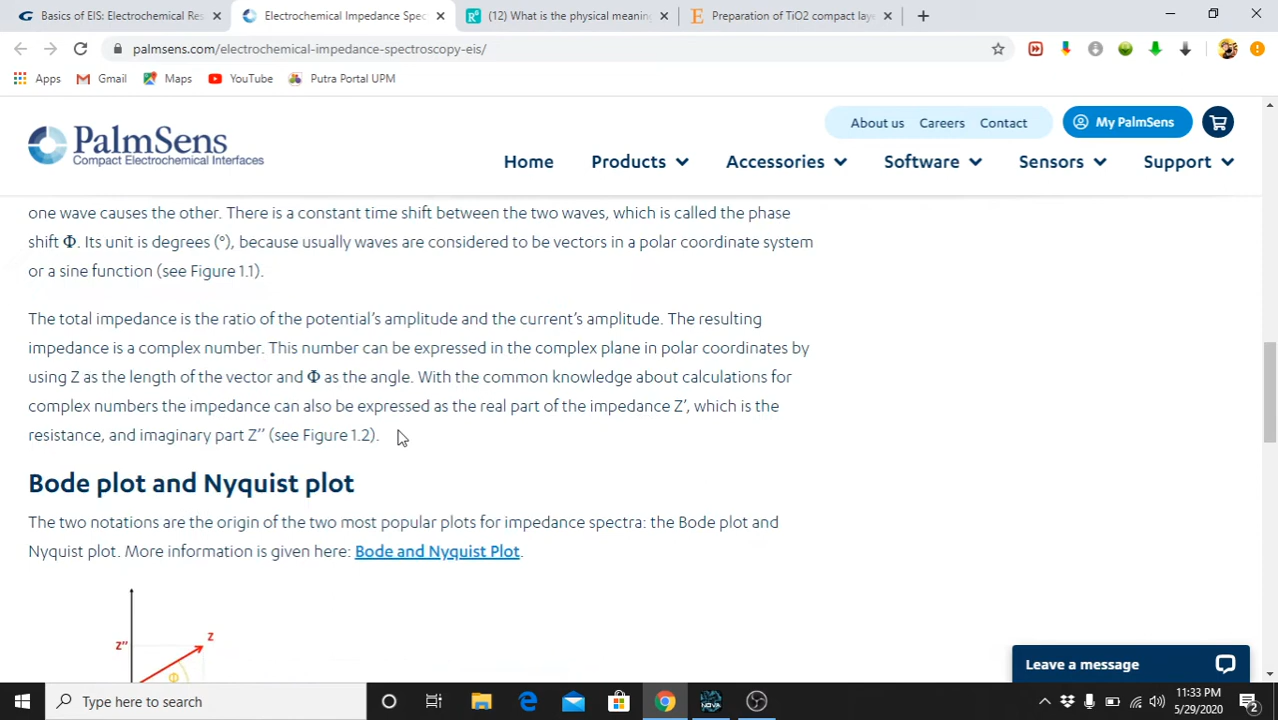 Basics of EIS: Electrochemical Res
Electrochemical Impedance Spec
(12) What is the physical meaning
Preparation of TiO2 compact laye
palmsens.com/electrochemical-impedance-spectroscopy-eis/
Apps
Gmail
Maps
YouTube
Putra Portal UPM
PalmSens
Compact Electrochemical Interfaces
About us
Careers
Contact
My PalmSens
Home
Products
Accessories
Software
Sensors
Support
one wave causes the other. There is a constant time shift between the two waves, which is called the phase
shift Φ. Its unit is degrees (°), because usually waves are considered to be vectors in a polar coordinate system
or a sine function (see Figure 1.1).
The total impedance is the ratio of the potential’s amplitude and the current’s amplitude. The resulting
impedance is a complex number. This number can be expressed in the complex plane in polar coordinates by
using Z as the length of the vector and Φ as the angle. With the common knowledge about calculations for
complex numbers the impedance can also be expressed as the real part of the impedance Z’, which is the
resistance, and imaginary part Z’’ (see Figure 1.2).
Bode plot and Nyquist plot
The two notations are the origin of the two most popular plots for impedance spectra: the Bode plot and
Nyquist plot. More information is given here: Bode and Nyquist Plot.
Z
Z’’
Φ
Leave a message
Type here to search
NOVA
11:33 PM
5/29/2020
2